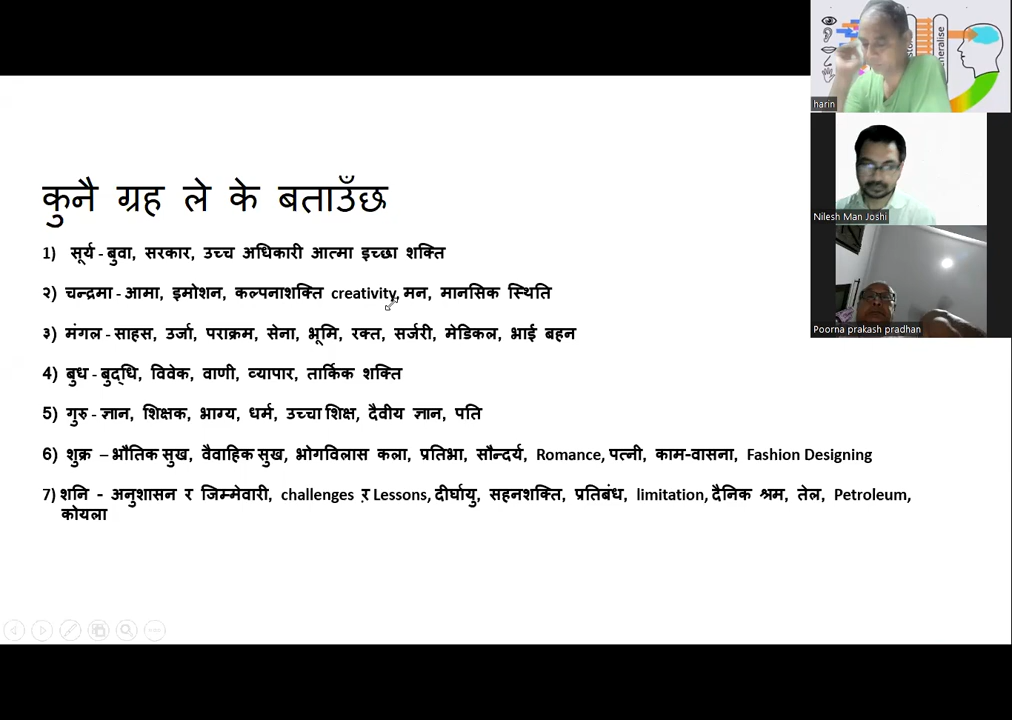 कुनै ग्रह ले के बताउँछ
1) सूर्य - बुवा, सरकार, उच्च अधिकारी आत्मा इच्छा शक्ति
२) चन्द्रमा - आमा, इमोशन, कल्पनाशक्ति creativity, मन, मानसिक स्थिति
३) मंगल - साहस, उर्जा, पराक्रम, सेना, भूमि, रक्त, सर्जरी, मेडिकल, भाई बहन
4) बुध - बुद्धि, विवेक, वाणी, व्यापार, तार्किक शक्ति
5) गुरु - ज्ञान, शिक्षक, भाग्य, धर्म, उच्चा शिक्ष, दैवीय ज्ञान, पति
6) शुक्र – भौतिक सुख, वैवाहिक सुख, भोगविलास कला, प्रतिभा, सौन्दर्य, Romance, पत्नी, काम-वासना, Fashion Designing
7) शनि - अनुशासन र जिम्मेवारी, challenges र Lessons, दीर्घायु, सहनशक्ति, प्रतिबंध, limitation, दैनिक श्रम, तेल, Petroleum,
कोयला
harin
Nilesh Man Joshi
Poorna prakash pradhan